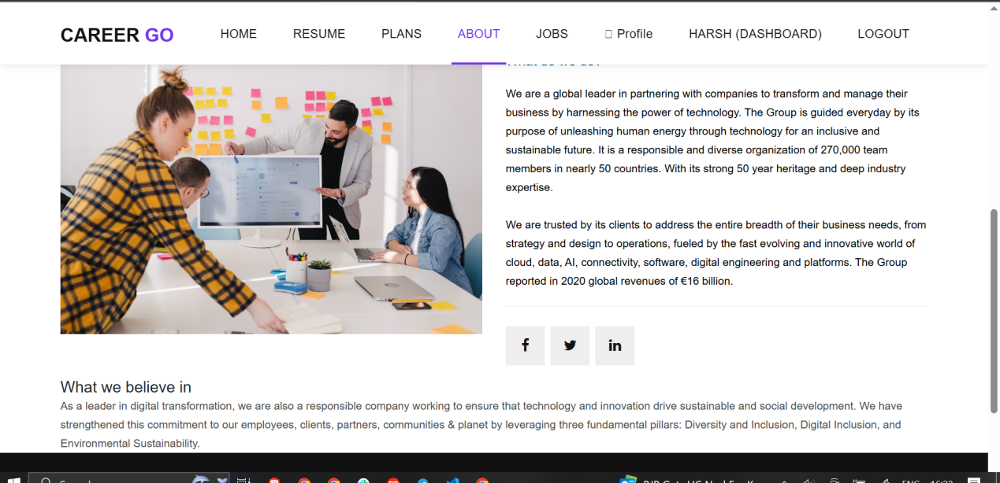 CAREER GO
HOME
RESUME
PLANS
ABOUT
JOBS
Profile
HARSH (DASHBOARD)
LOGOUT
What do we do?
We are a global leader in partnering with companies to transform and manage their
business by harnessing the power of technology. The Group is guided everyday by its
purpose of unleashing human energy through technology for an inclusive and
sustainable future. It is a responsible and diverse organization of 270,000 team
members in nearly 50 countries. With its strong 50 year heritage and deep industry
expertise.
We are trusted by its clients to address the entire breadth of their business needs, from
strategy and design to operations, fueled by the fast evolving and innovative world of
cloud, data, AI, connectivity, software, digital engineering and platforms. The Group
reported in 2020 global revenues of €16 billion.
What we believe in
As a leader in digital transformation, we are also a responsible company working to ensure that technology and innovation drive sustainable and social development. We have
strengthened this commitment to our employees, clients, partners, communities & planet by leveraging three fundamental pillars: Diversity and Inclusion, Digital Inclusion, and
Environmental Sustainability.